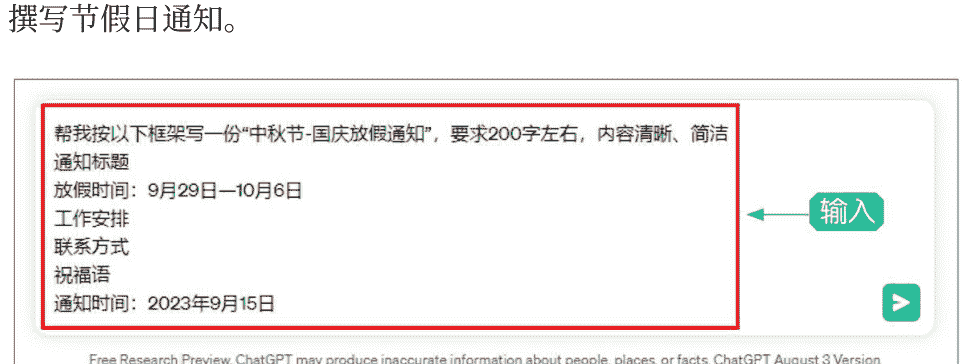 撰写节假日通知。
帮我按以下框架写一份“中秋节-国庆放假通知”，要求200字左右，内容清晰、简洁
通知标题
放假时间：9月29日—10月6日
工作安排
输入
联系方式
祝福语
通知时间：2023年9月15日
Free Research Preview. ChatGPT may produce inaccurate information about people, places, or facts. ChatGPT August 3 Version